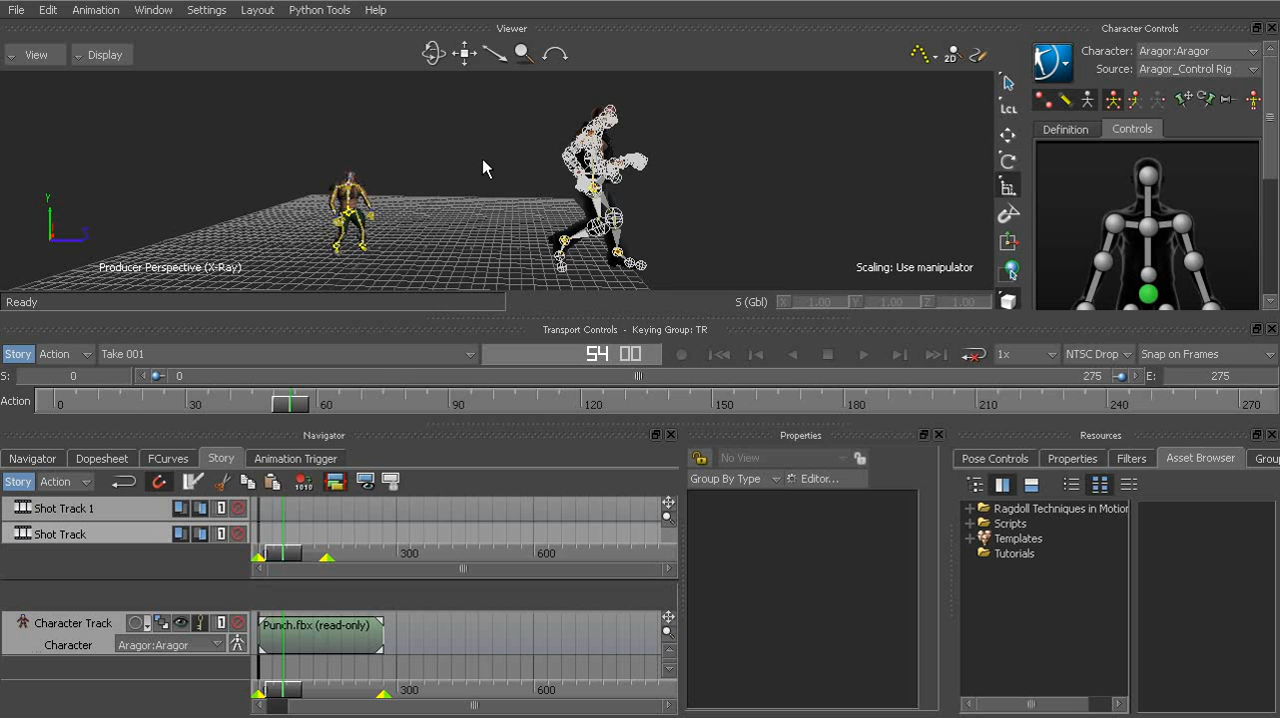 File Edit Animation Window Settings Layout Python Tools Help
Viewer
Character Controls
View Display
2D
Character: Aragor:Aragor
Source: Aragor_Control Rig
LCL
Definition Controls
Y
Producer Perspective (X-Ray)
Scaling: Use manipulator
Ready
S (Gbl) X 1.00 Y 1.00 Z 1.00
Transport Controls - Keying Group: TR
Story Action Take 001 54 00 1x NTSC Drop Snap on Frames
S: 0 0 275 E: 275
Action 0 30 60 90 120 150 180 210 240 270
Navigator
Properties
Resources
Navigator Dopesheet FCurves Story Animation Trigger
No View
Pose Controls Properties Filters Asset Browser Grou
Story Action
Group By Type Editor...
Shot Track 1
Shot Track
300 600
Ragdoll Techniques in Motion
Scripts
Templates
Tutorials
Character Track
Punch.fbx (read-only)
Character Aragor:Aragor
300 600